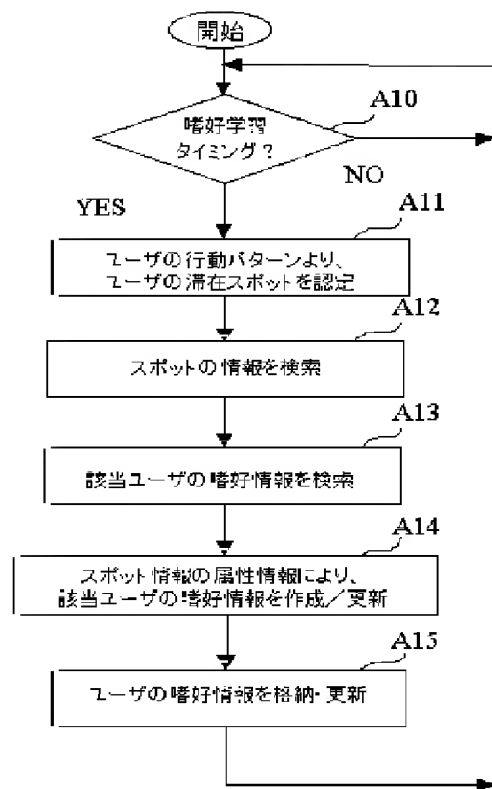 開始
A10
嗜好学習
タイミング？
NO
YES
A11
ユーザの行動パターンより、
ユーザの滞在スポットを認定
A12
スポットの情報を検索
A13
該当ユーザの嗜好情報を検索
A14
スポット情報の属性情報により、
該当ユーザの嗜好情報を作成／更新
A15
ユーザの嗜好情報を格納・更新